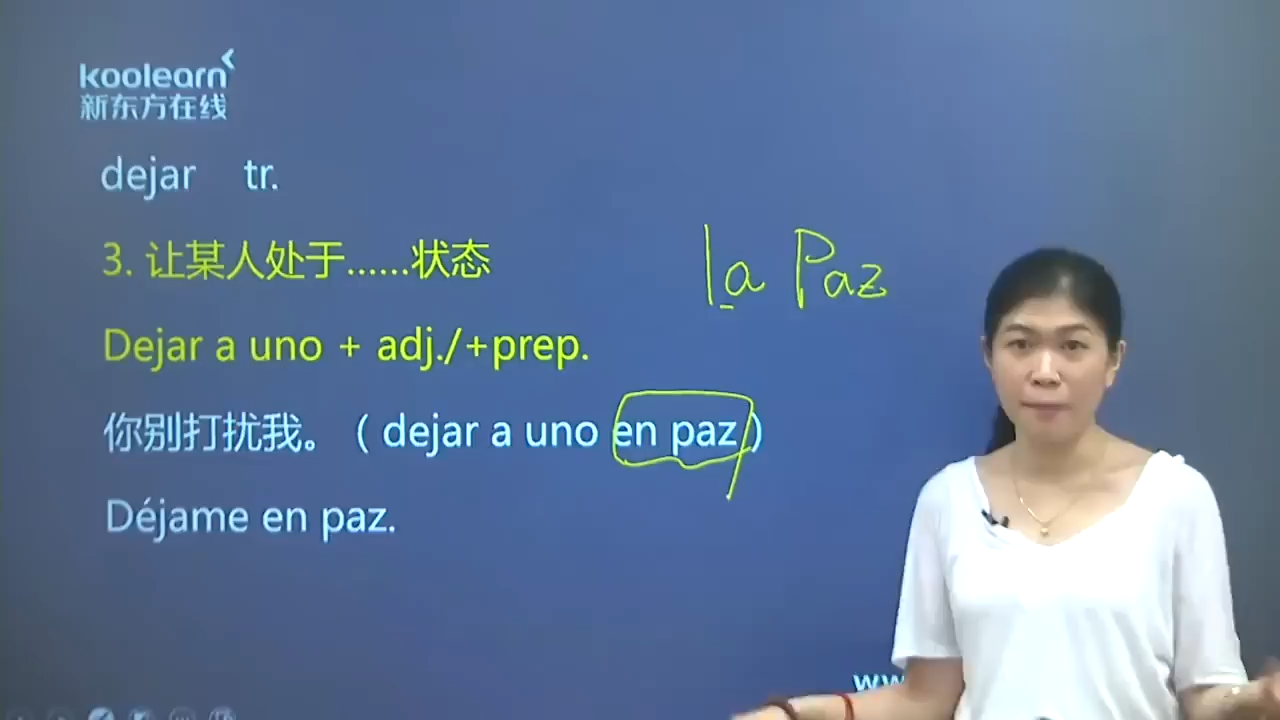 koolearn
新东方在线
dejar tr.
3. 让某人处于……状态
la Paz
Dejar a uno + adj./+prep.
你别打扰我。（dejar a uno en paz）
Déjame en paz.